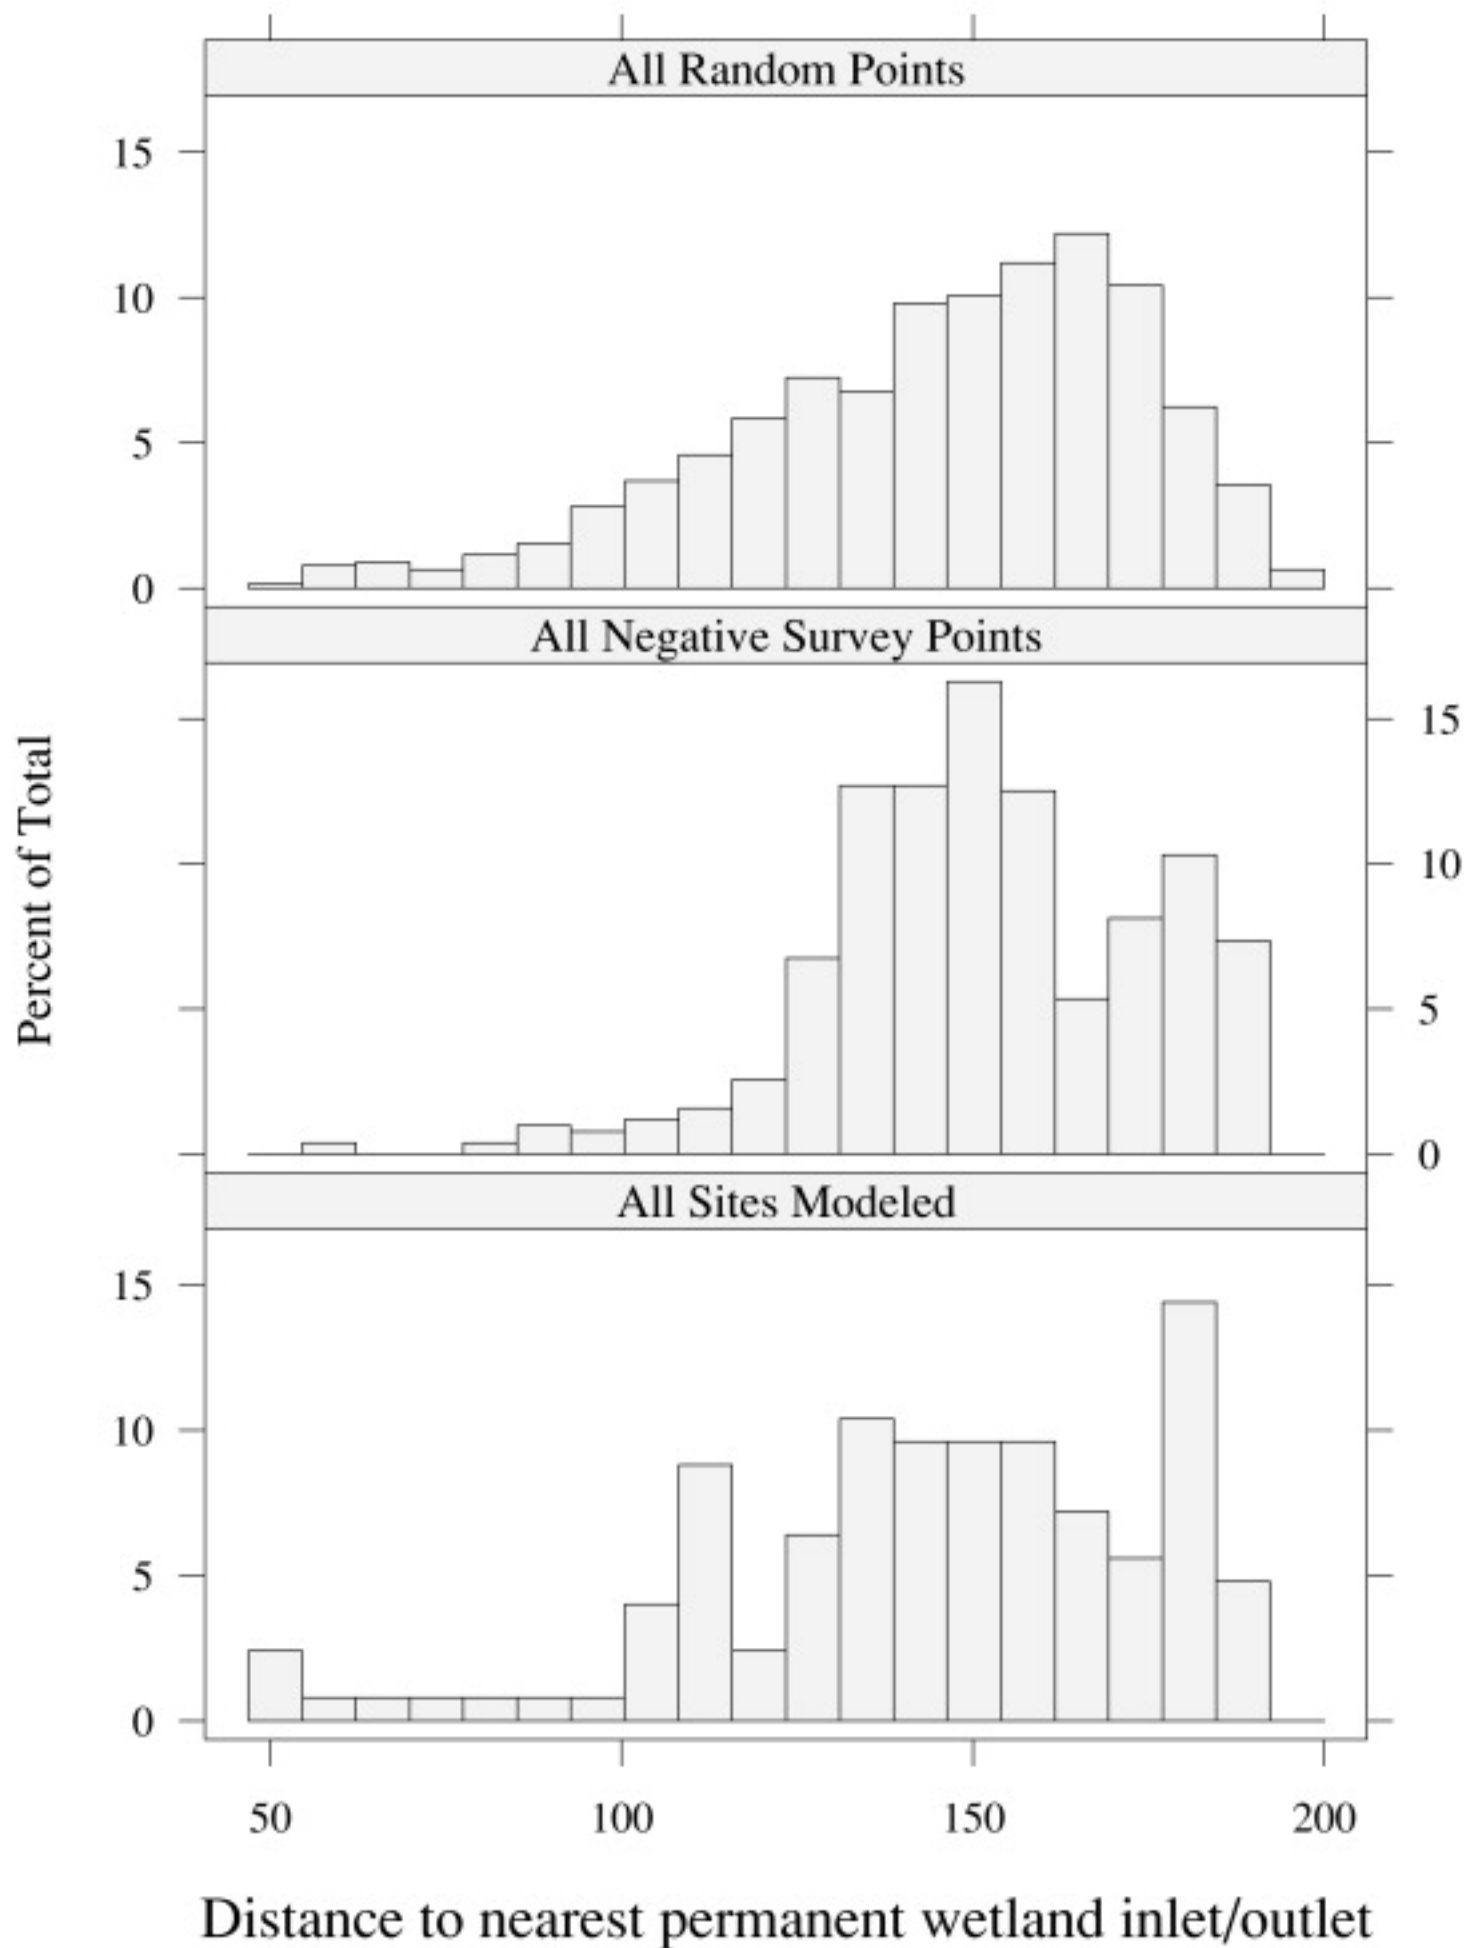 All Random Points
15
10
5
0
All Negative Survey Points
15
10
5
0
Percent of Total
All Sites Modeled
15
10
5
0
50 100 150 200
Distance to nearest permanent wetland inlet/outlet